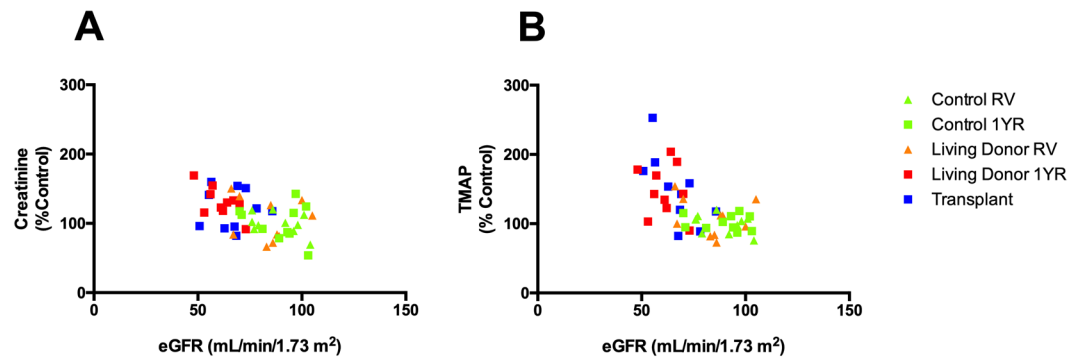 A
300
200
100
0
0
50
100
150
Creatinine
(%Control)
eGFR (mL/min/1.73 m²)
B
300
200
100
0
0
50
100
150
TMAP
(% Control)
eGFR (mL/min/1.73 m²)
Control RV
Control 1YR
Living Donor RV
Living Donor 1YR
Transplant